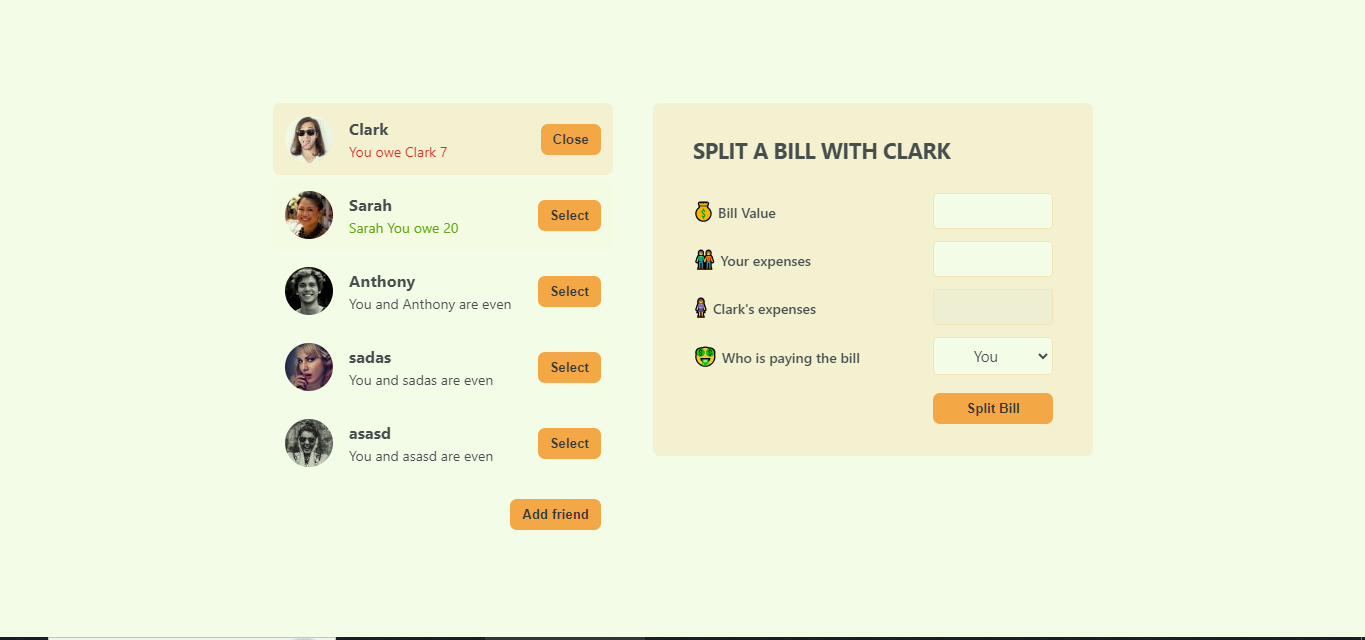 Clark
You owe Clark 7
Close
Sarah
Sarah You owe 20
Select
Anthony
You and Anthony are even
Select
sadas
You and sadas are even
Select
asasd
You and asasd are even
Select
Add friend
SPLIT A BILL WITH CLARK
Bill Value
Your expenses
Clark's expenses
Who is paying the bill
You
Split Bill